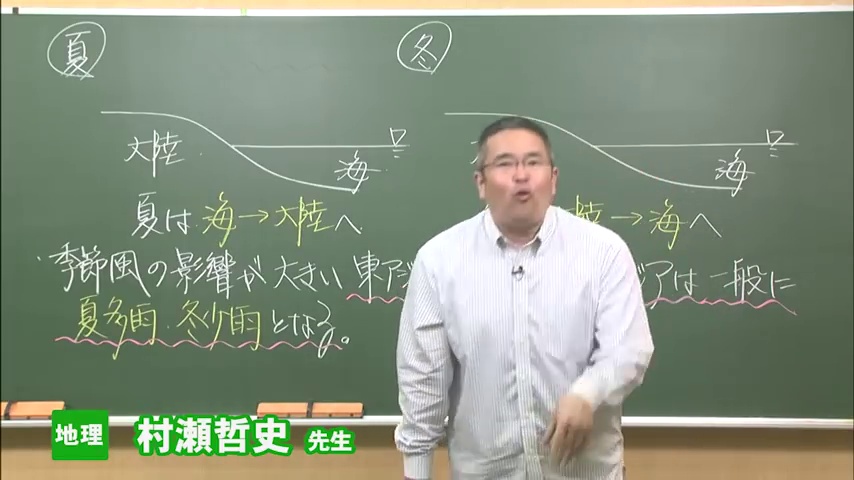 夏
冬
大陸
海
海
夏は 海→大陸へ
陸→海へ
季節風の影響が大きい 東アジアは一般に
夏多雨、冬少雨となる。
地理 村瀬哲史 先生